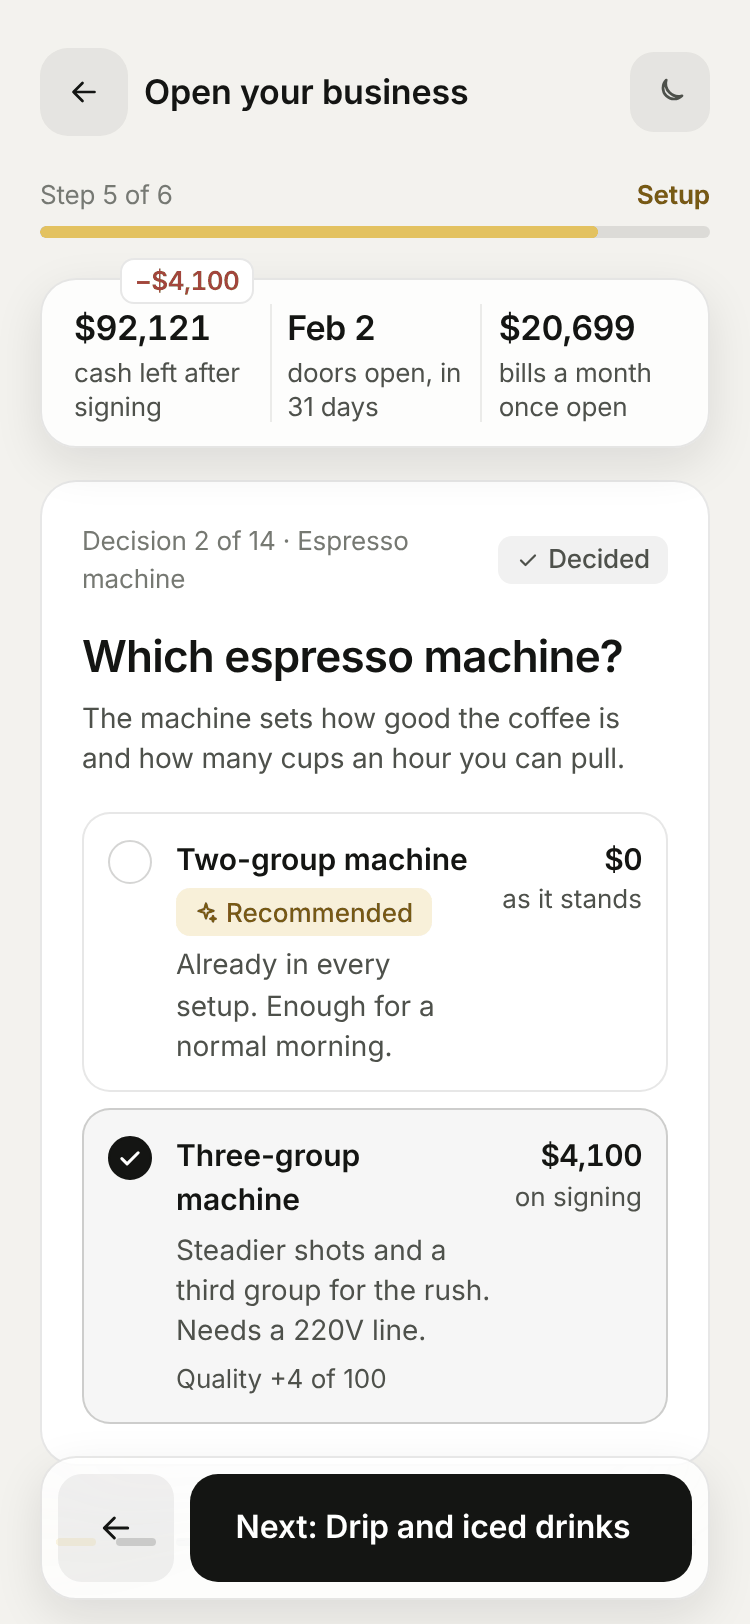 Open your business
Step 5 of 6
Setup
−$4,100
$92,121
cash left after
signing
Feb 2
doors open, in
31 days
$20,699
bills a month
once open
Decision 2 of 14 · Espresso
machine
Decided
Which espresso machine?
The machine sets how good the coffee is
and how many cups an hour you can pull.
Two-group machine
$0
as it stands
Recommended
Already in every
setup. Enough for a
normal morning.
Three-group
machine
$4,100
on signing
Steadier shots and a
third group for the rush.
Needs a 220V line.
Quality +4 of 100
Next: Drip and iced drinks